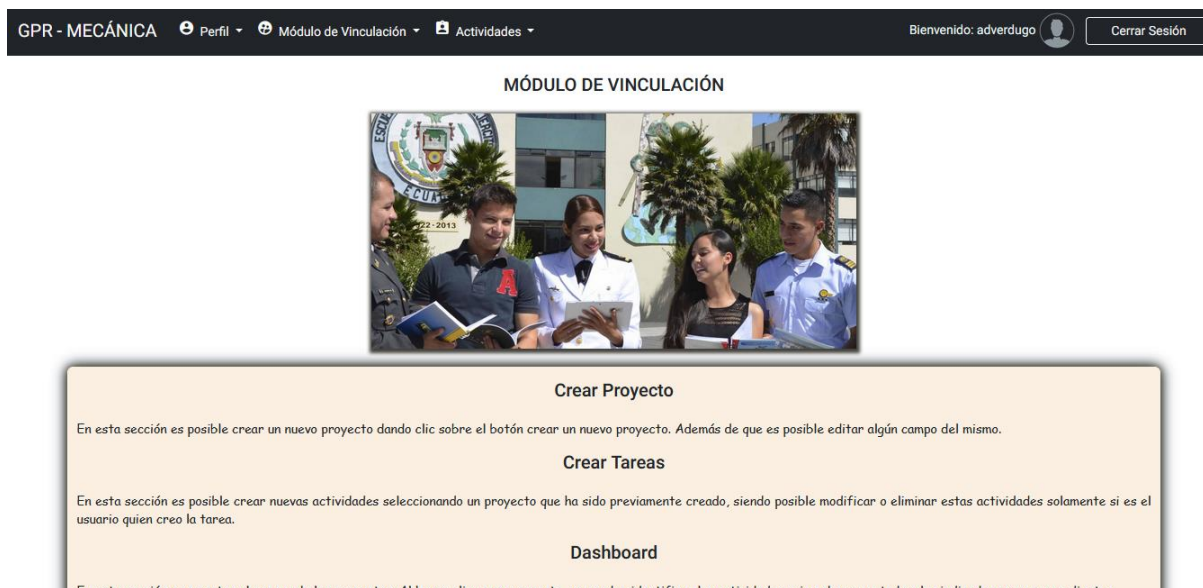 GPR - MECÁNICA Perfil Módulo de Vinculación Actividades Bienvenido: adverdugo Cerrar Sesión
MÓDULO DE VINCULACIÓN
ECUA
22-2013
A
Crear Proyecto
En esta sección es posible crear un nuevo proyecto dando clic sobre el botón crear un nuevo proyecto. Además de que es posible editar algún campo del mismo.
Crear Tareas
En esta sección es posible crear nuevas actividades seleccionando un proyecto que ha sido previamente creado, siendo posible modificar o eliminar estas actividades solamente si es el
usuario quien creo la tarea.
Dashboard